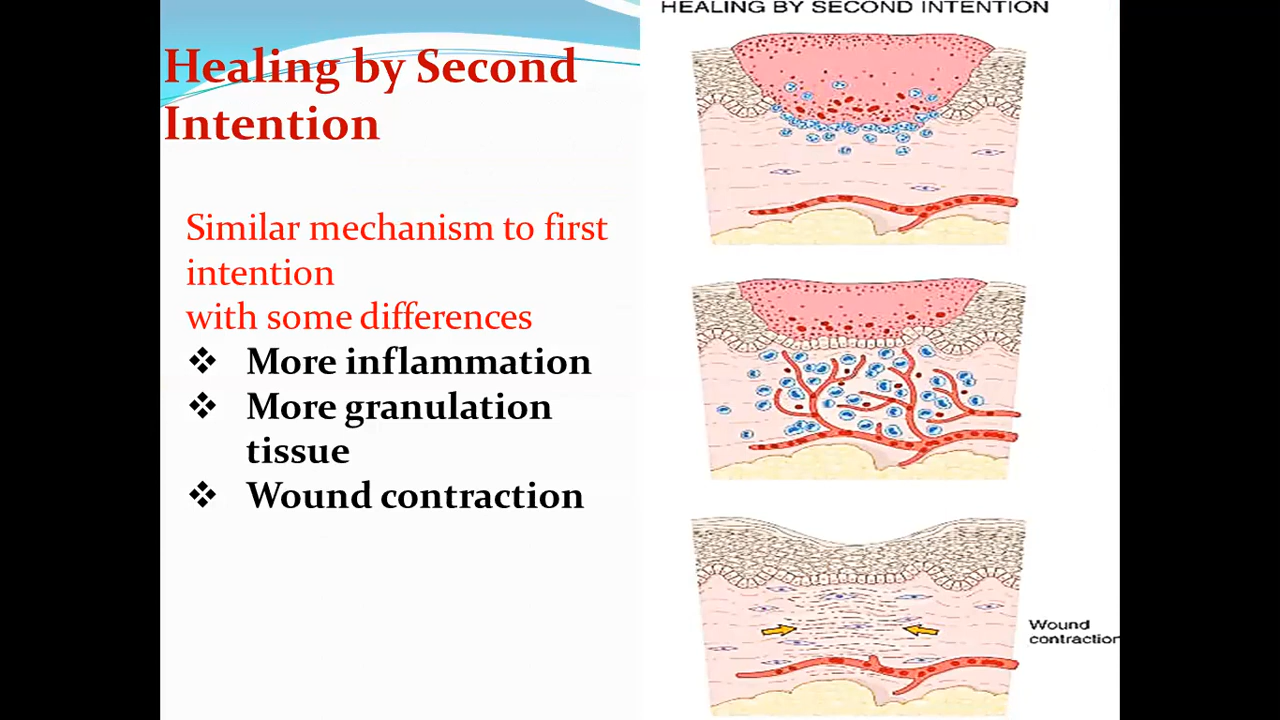 HEALING BY SECOND INTENTION
Healing by Second
Intention
Similar mechanism to first
intention
with some differences
❖ More inflammation
❖ More granulation
tissue
❖ Wound contraction
Wound
contraction